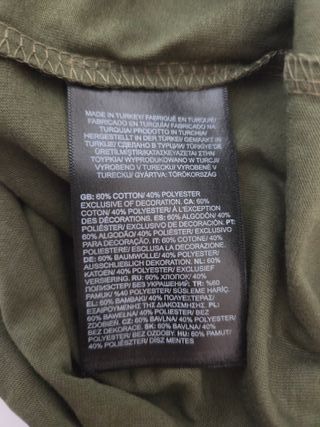 MADE IN TURKEY/ FABRIQUÉ EN TURQUIE/
FABRICADO EN TURQUÍA/ FABRICADO NA
TURQUIA/ PRODOTTO IN TURCHIA/
HERGESTELLT IN DER TÜRKEI/ GEMAAKT IN
TURKIJE/ СДЕЛАНО В ТУРЦИИ/ TÜRKİYE'DE
ÜRETİLMİŞTİR/ΚΑΤΑΣΚΕΥΑΖΕΤΑΙ ΣΤΗΝ
ΤΟΥΡΚΙΑ/ WYPRODUKOWANO W TURCJI/
VYROBENO V TURECKU/ VYROBENÉ V
TURECKU/ GYÁRTVA: TÖRÖKORSZÁG
GB: 60% COTTON/ 40% POLYESTER
EXCLUSIVE OF DECORATION. CA: 60%
COTON/ 40% POLYESTER/ À L'EXCEPTION
DES DÉCORATIONS. ES: 60% ALGODÓN/ 40%
POLIÉSTER/ EXCLUSIVO DE DECORACIÓN. PT:
60% ALGODÃO/ 40% POLIÉSTER/ EXCLUSIVO
PARA DECORAÇÃO. IT: 60% COTONE/ 40%
POLIESTERE/ ESCLUSA LA DECORAZIONE.
DE: 60% BAUMWOLLE/ 40% POLYESTER/
AUSSCHLIEßLICH DEKORATION. NL: 60%
KATOEN/ 40% POLYESTER/ EXCLUSIEF
VERSIERING. RU: 60% ХЛОПОК/ 40%
ПОЛИЭСТЕР/ БЕЗ УКРАШЕНИЙ. TR: %60
PAMUK/ %40 POLYESTER/ SÜSLEME HARİÇ.
EL: 60% ΒΑΜΒΑΚΙ/ 40% ΠΟΛΥΕΣΤΕΡΑΣ/
ΕΞΑΙΡΟΥΜΕΝΗΣ ΤΗΣ ΔΙΑΚΟΣΜΗΣΗΣ. PL:
60% BAWEŁNA/ 40% POLIESTER/ BEZ
ZDOBIEŃ. CZ: 60% BAVLNA/ 40% POLYESTER/
BEZ DEKORACE. SK: 60% BAVLNA/ 40%
POLYESTER/ BEZ OZDOBY. HU: 60% PAMUT/
40% POLIÉSZTER/ DÍSZ MENTES